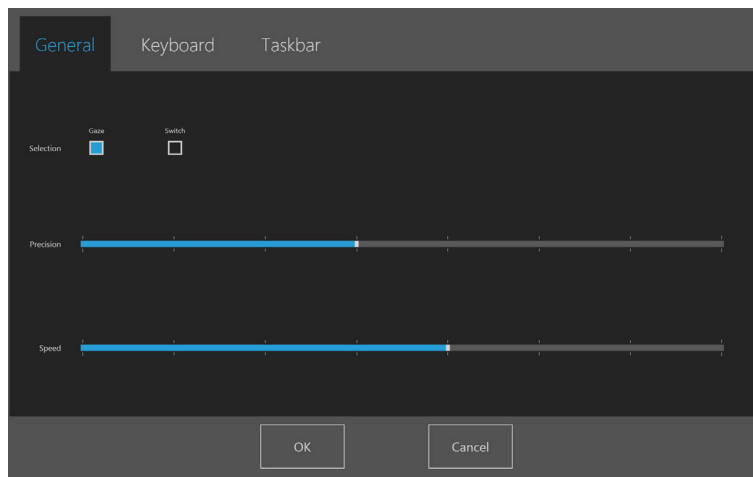 General Keyboard Taskbar
Gaze Switch
Selection
Precision
Speed
OK Cancel